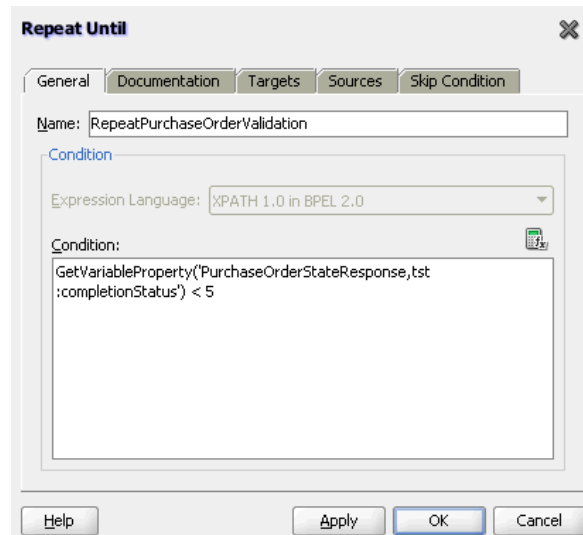 Repeat Until
General Documentation Targets Sources Skip Condition
Name: RepeatPurchaseOrderValidation
Condition
Expression Language: XPATH 1.0 in BPEL 2.0
Condition:
GetVariableProperty('PurchaseOrderStateResponse,tst
:completionStatus') < 5
Help Apply OK Cancel